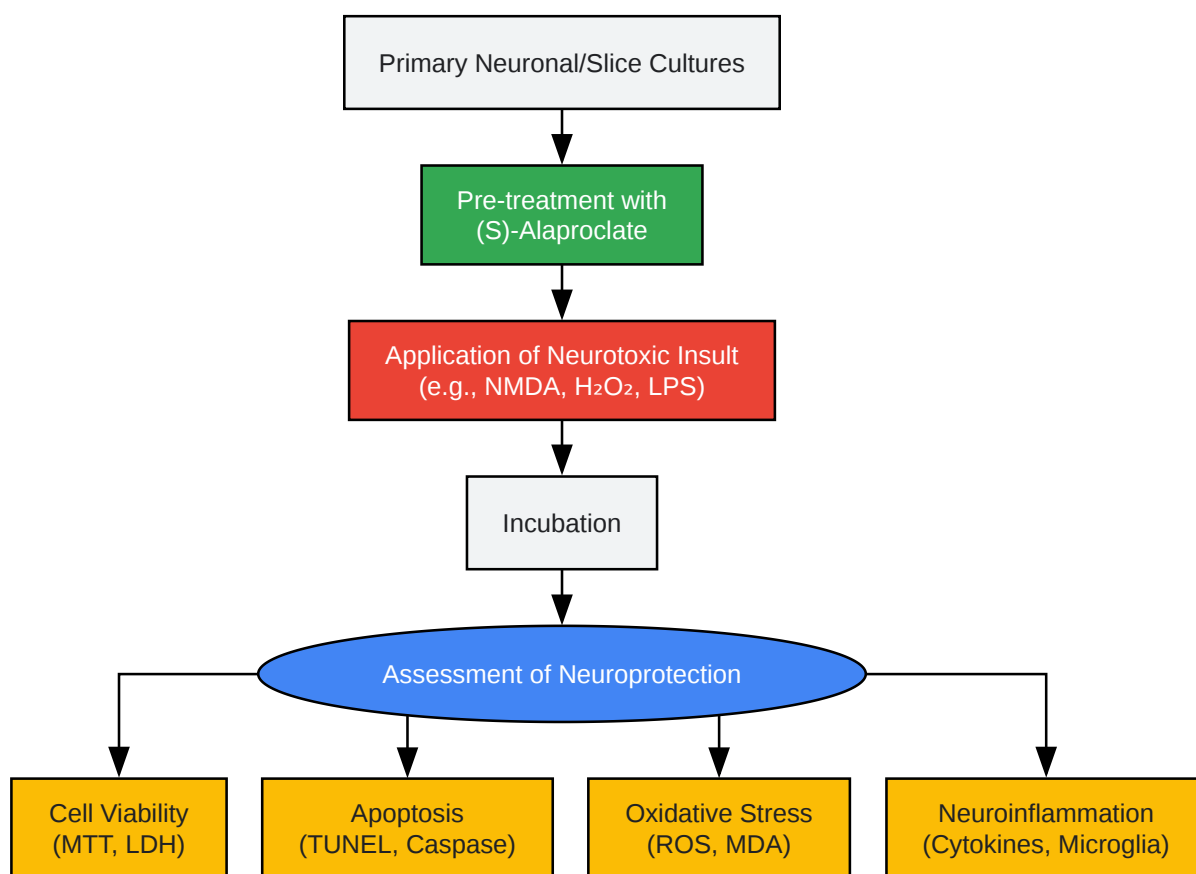 Primary Neuronal/Slice Cultures
Pre-treatment with
(S)-Alaproclate
Application of Neurotoxic Insult
(e.g., NMDA, H₂O₂, LPS)
Incubation
Assessment of Neuroprotection
Cell Viability
(MTT, LDH)
Apoptosis
(TUNEL, Caspase)
Oxidative Stress
(ROS, MDA)
Neuroinflammation
(Cytokines, Microglia)